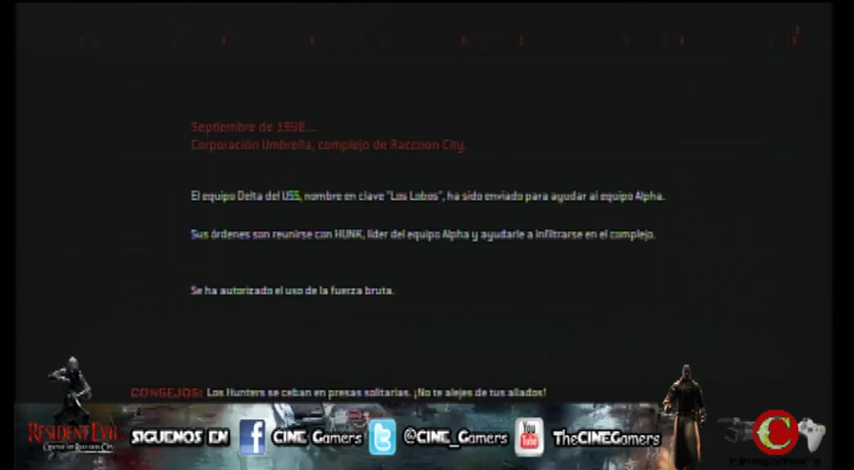 Septiembre de 1998....
Corporación Umbrella, complejo de Raccoon City.
El equipo Delta del USS, nombre en clave "Los Lobos", ha sido enviado para ayudar al equipo Alpha.
Sus órdenes son reunirse con HUNK, líder del equipo Alpha y ayudarle a infiltrarse en el complejo.
Se ha autorizado el uso de la fuerza bruta.
CONSEJOS: Los Hunters se ceban en presas solitarias. ¡No te alejes de tus aliados!
RESIDENT EVIL
SIGUENOS EN f CINE Gamers t @CINE_Gamers You Tube TheCINEGamers
C